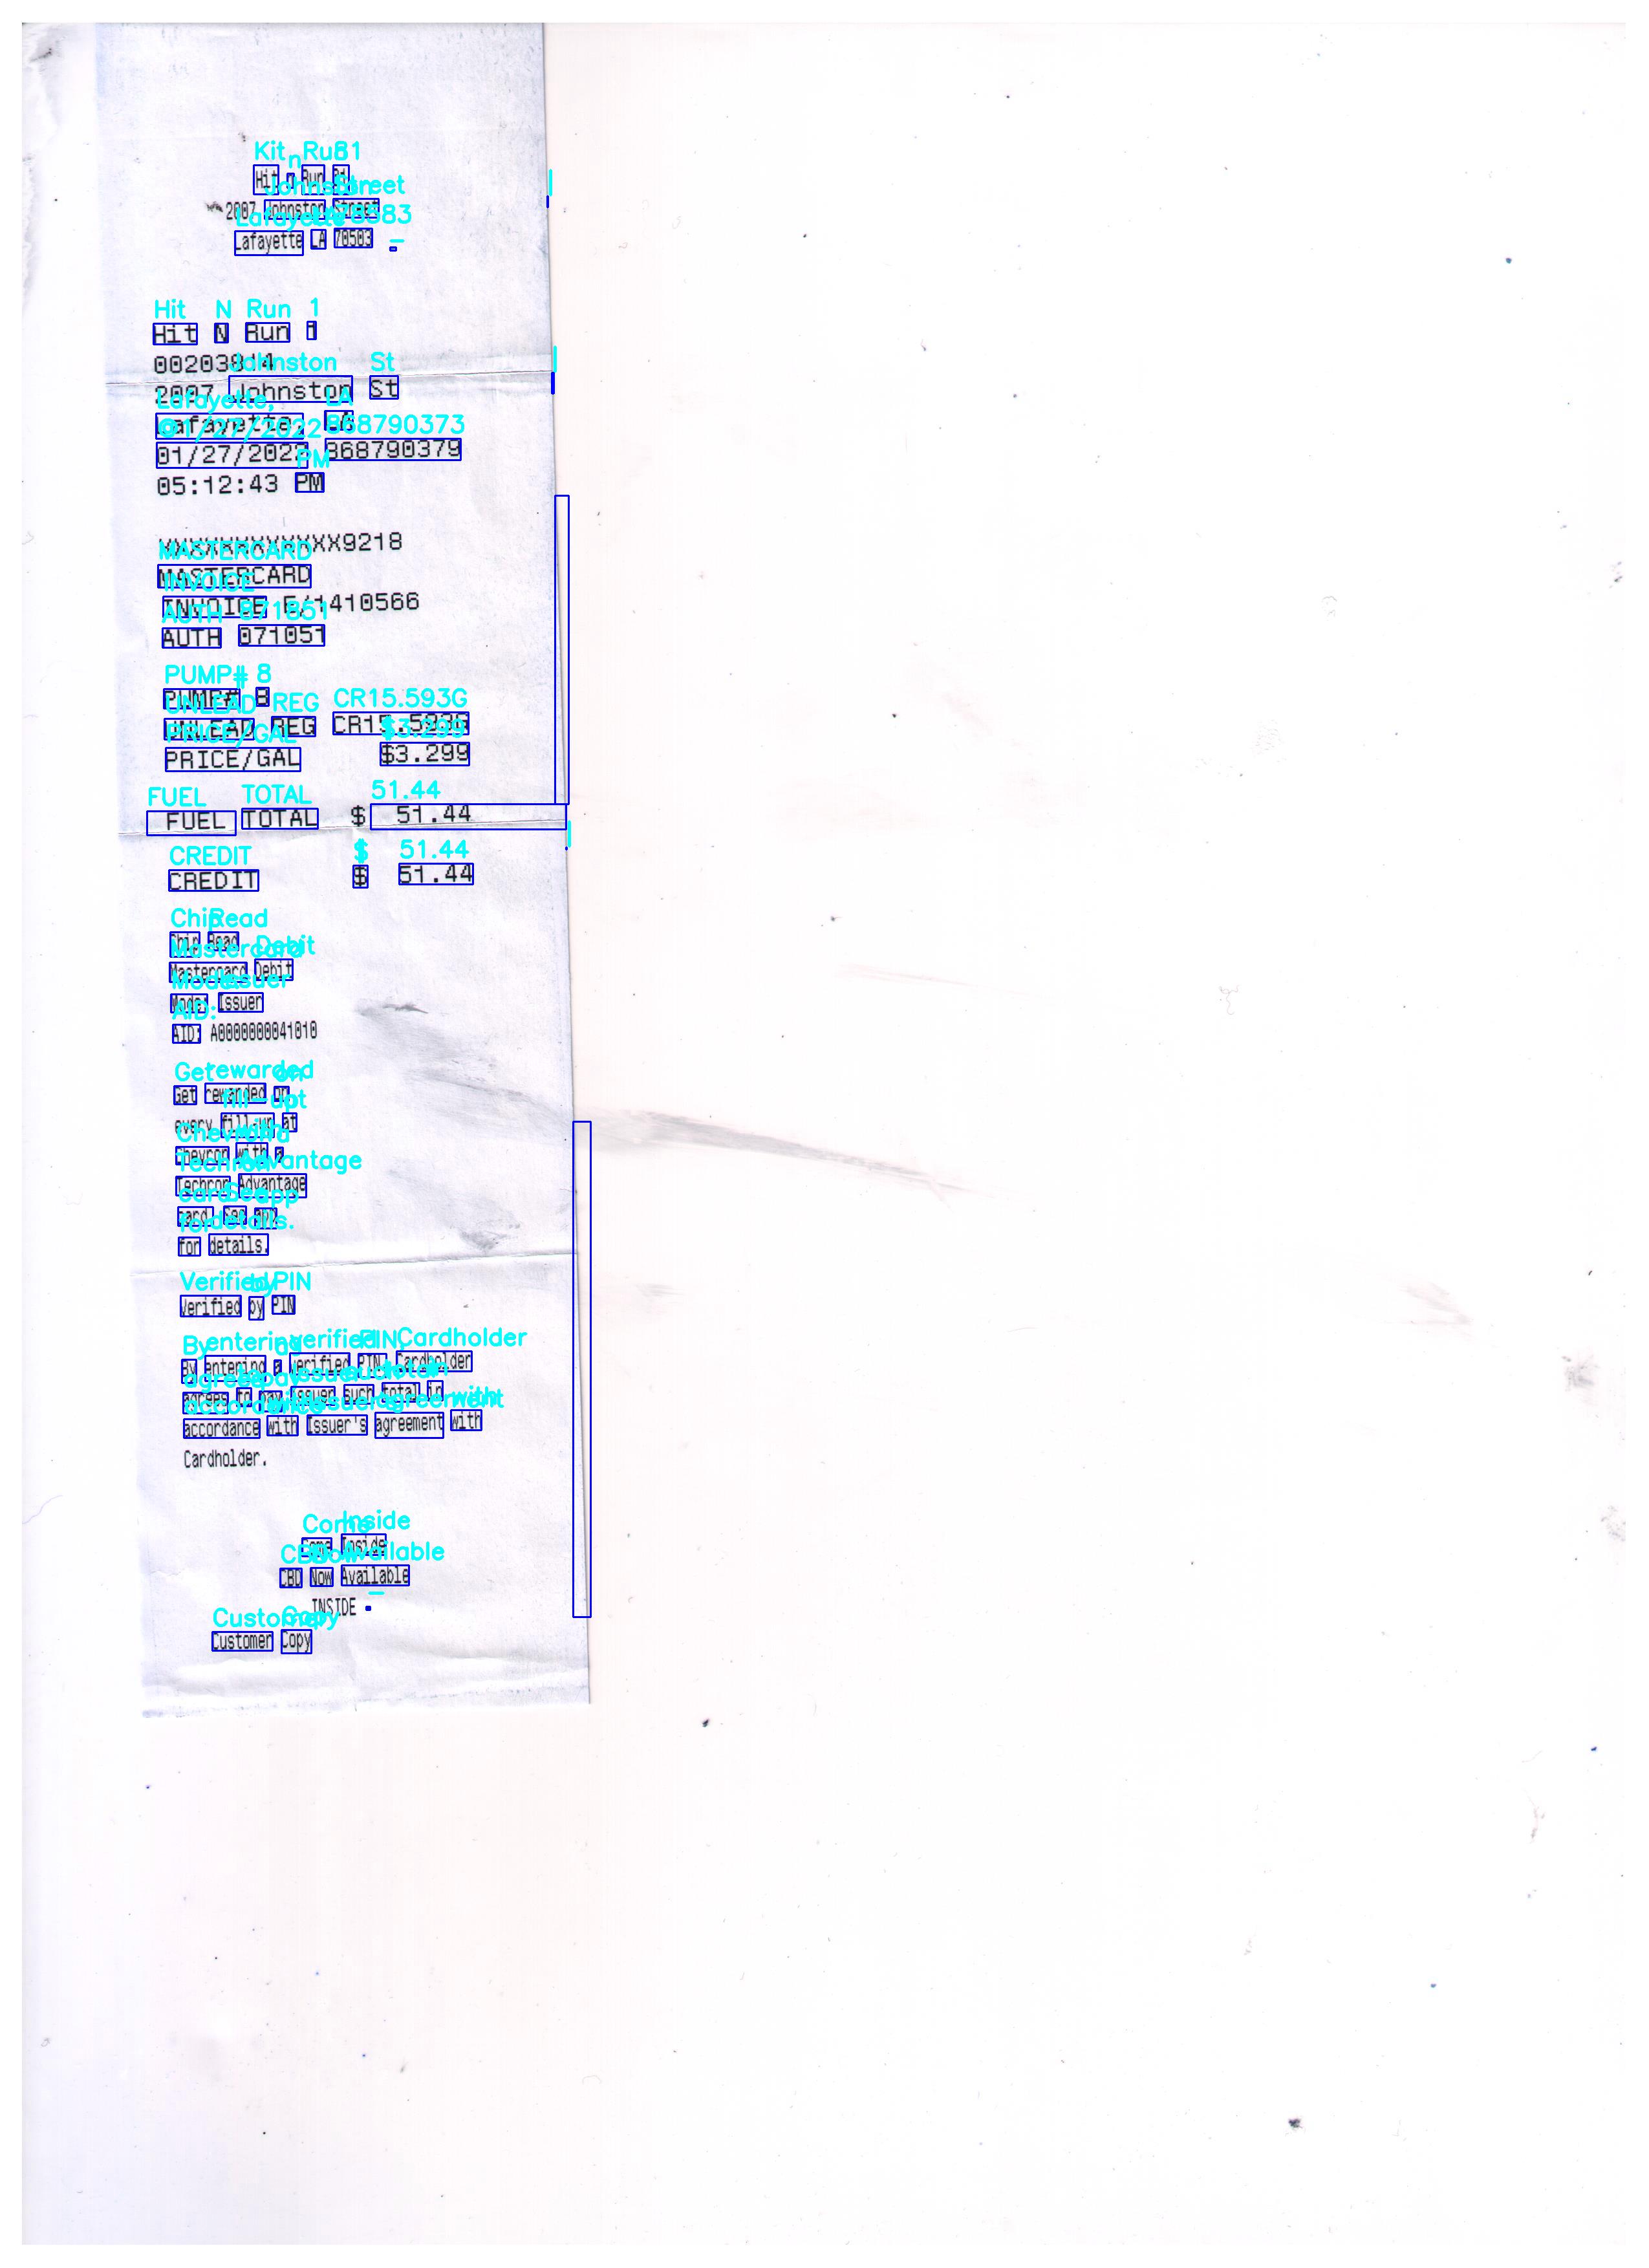 Hit n Run 01
2007 Johnston Street
Lafayette LA 70503
Hit N Run 1
00203814
2007 Johnston St
Lafayette, LA
01/27/2022 868790379
05:12:43 PM
XXXXXXXXXXXX9218
MASTERCARD
INVOICE E/1410566
AUTH 071051
PUMP# 8
UNLEAD REG CR15.593G
PRICE/GAL $3.299
FUEL TOTAL $ 51.44
CREDIT $ 51.44
Chip Read
Mastercard Debit
Mode: Issuer
AID: A0000000041010
Get rewarded on
every fill-up at
Chevron with a
Techron Advantage
card. See app
for details.
Verified by PIN
By entering a verified PIN, Cardholder
agrees to pay issuer such total in
accordance with Issuer's agreement with
Cardholder.
Come Inside
CBD Now Available
INSIDE -
Customer Copy